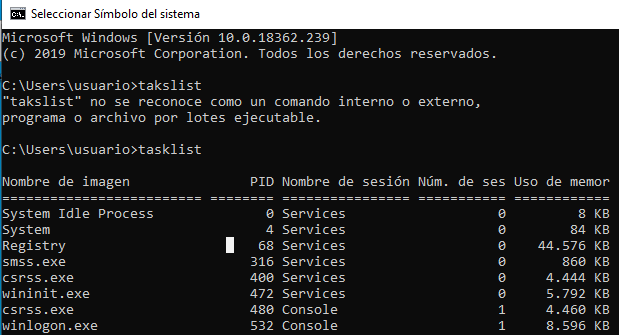 Seleccionar Símbolo del sistema
Microsoft Windows [Versión 10.0.18362.239]
(c) 2019 Microsoft Corporation. Todos los derechos reservados.
C:\Users\usuario>takslist
"takslist" no se reconoce como un comando interno o externo,
programa o archivo por lotes ejecutable.
C:\Users\usuario>tasklist
Nombre de imagen               PID Nombre de sesión Núm. de ses Uso de memor
========================= ======== ================ =========== ============
System Idle Process              0 Services                   0         8 KB
System                           4 Services                   0        84 KB
Registry                        68 Services                   0    44.576 KB
smss.exe                       316 Services                   0       860 KB
csrss.exe                      400 Services                   0     4.444 KB
wininit.exe                    472 Services                   0     5.792 KB
csrss.exe                      480 Console                    1     4.460 KB
winlogon.exe                   532 Console                    1     8.596 KB